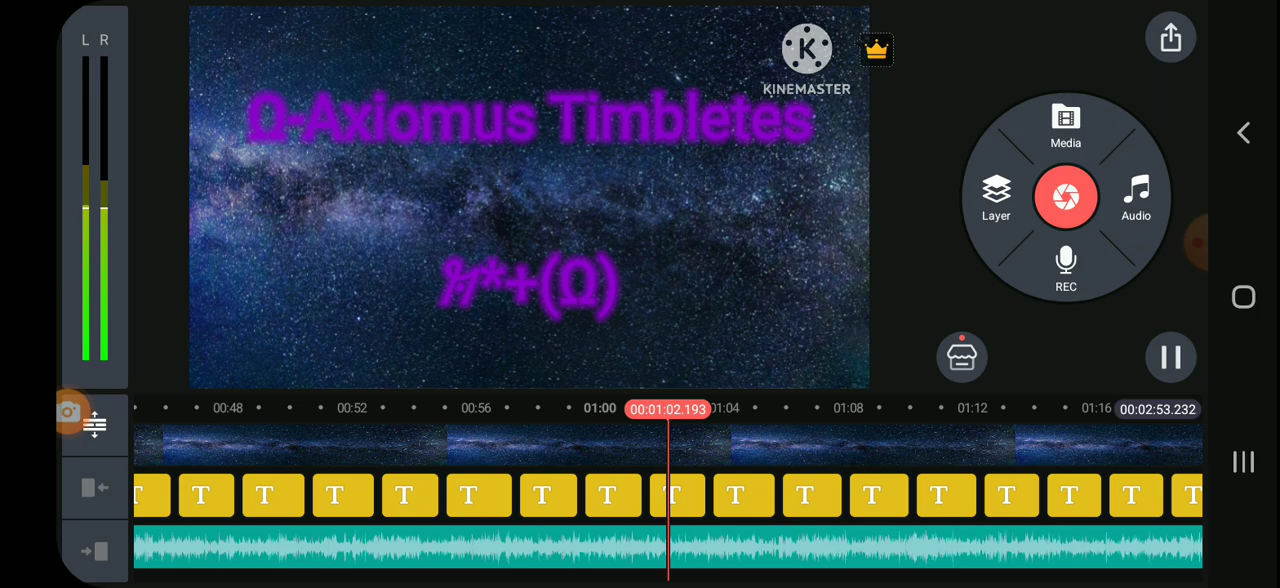 L R
K
KINEMASTER
Ω-Axiomus Timbletes
*+(Ω)
Media
Layer
Audio
REC
00:48
00:52
00:56
01:00
00:01:02.193
01:04
01:08
01:12
01:16
00:02:53.232
T T T T T T T T T T T T T T T T T